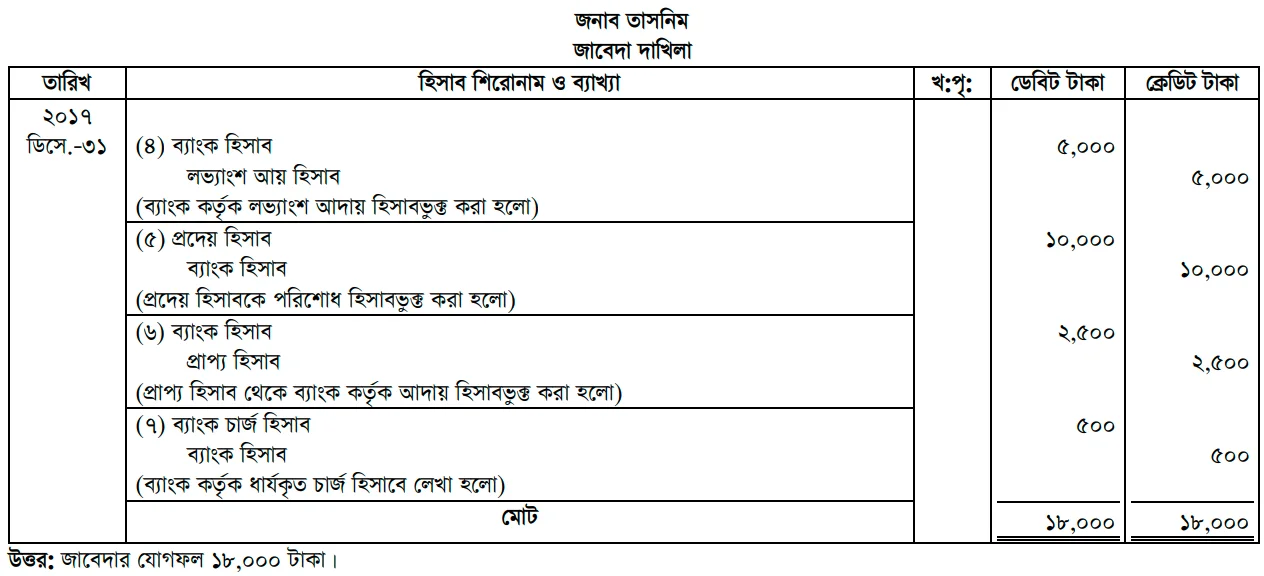 জনাব তাসনিম
জাবেদা দাখিলা
তারিখ হিসাব শিরোনাম ও ব্যাখ্যা খ:পৃ: ডেবিট টাকা ক্রেডিট টাকা
২০১৭
ডিসে.-৩১ (৪) ব্যাংক হিসাব ৫,০০০
লভ্যাংশ আয় হিসাব ৫,০০০
(ব্যাংক কর্তৃক লভ্যাংশ আদায় হিসাবভুক্ত করা হলো)
(৫) প্রদেয় হিসাব ১০,০০০
ব্যাংক হিসাব ১০,০০০
(প্রদেয় হিসাবকে পরিশোধ হিসাবভুক্ত করা হলো)
(৬) ব্যাংক হিসাব ২,৫০০
প্রাপ্য হিসাব ২,৫০০
(প্রাপ্য হিসাব থেকে ব্যাংক কর্তৃক আদায় হিসাবভুক্ত করা হলো)
(৭) ব্যাংক চার্জ হিসাব ৫০০
ব্যাংক হিসাব ৫০০
(ব্যাংক কর্তৃক ধার্যকৃত চার্জ হিসাবে লেখা হলো)
মোট ১৮,০০০ ১৮,০০০
উত্তর: জাবেদার যোগফল ১৮,০০০ টাকা।